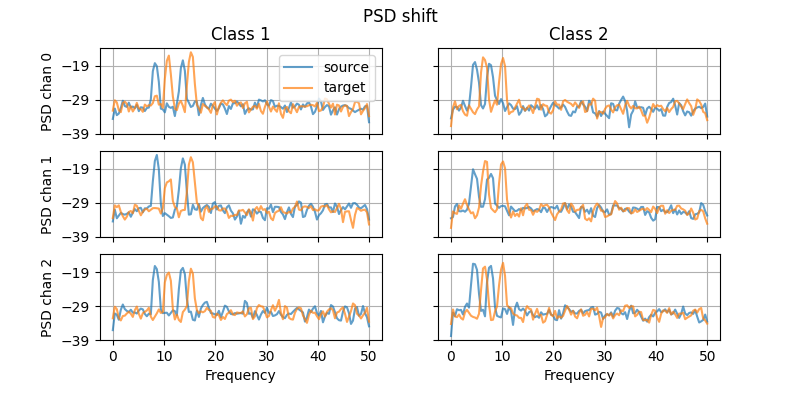 PSD shift
Class 1
Class 2
PSD chan 0
−19
−29
−39
source
target
PSD chan 1
−19
−29
−39
PSD chan 2
−19
−29
−39
0 10 20 30 40 50
0 10 20 30 40 50
Frequency
Frequency